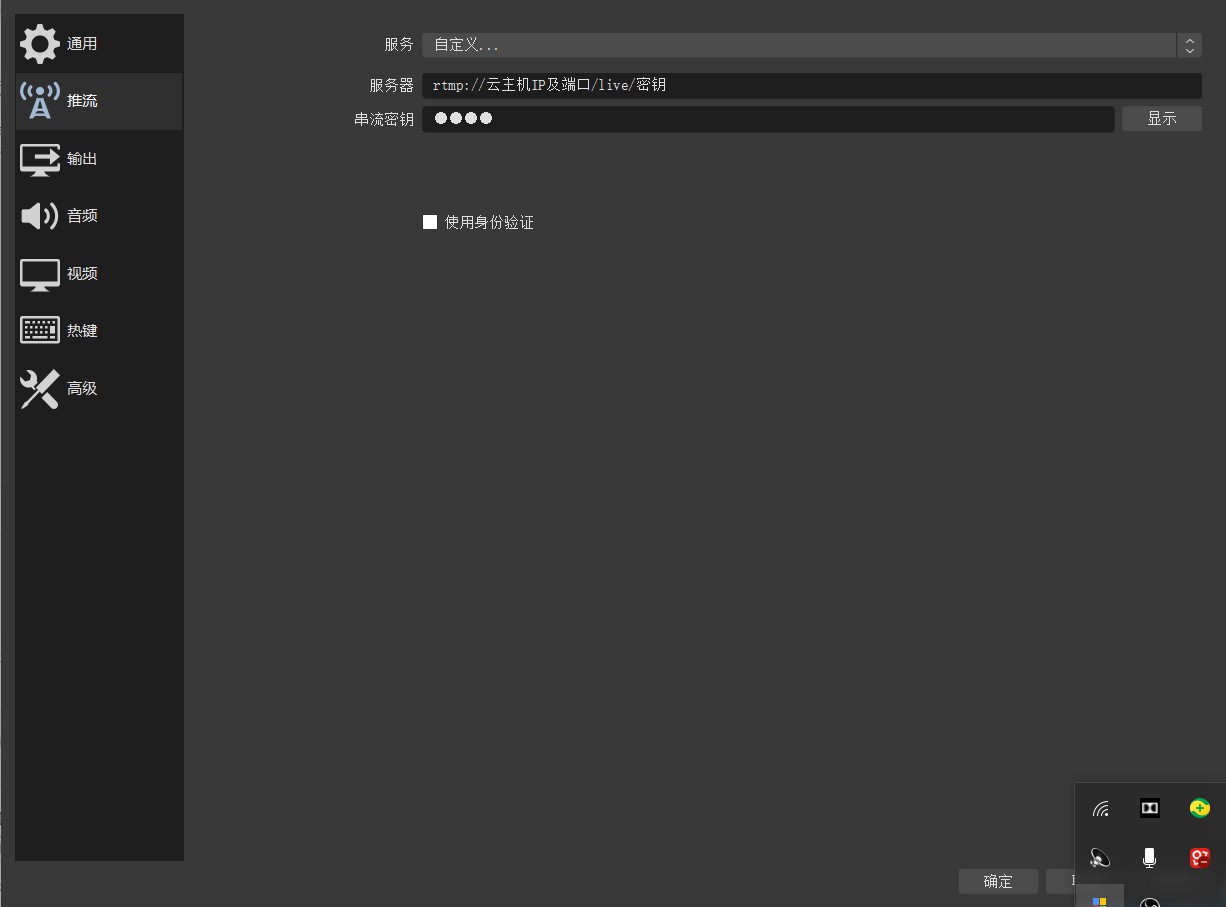 通用
推流
输出
音频
视频
热键
高级
服务 自定义...
服务器 rtmp://云主机IP及端口/live/密钥
串流密钥 ●●●● 显示
使用身份验证
确定